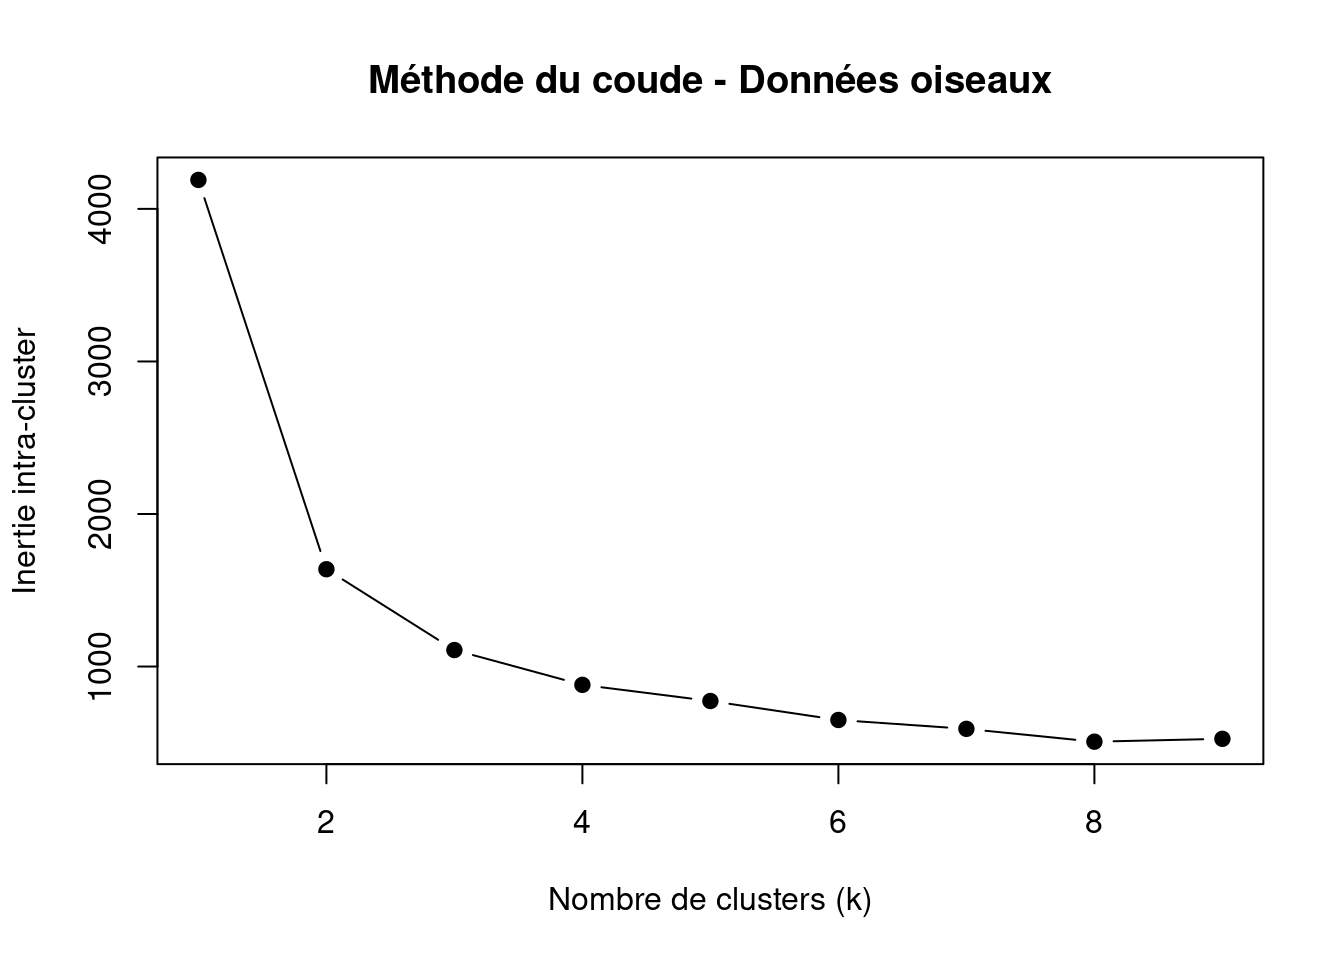 Méthode du coude - Données oiseaux
Inertie intra-cluster
4000
3000
2000
1000
2 4 6 8
Nombre de clusters (k)